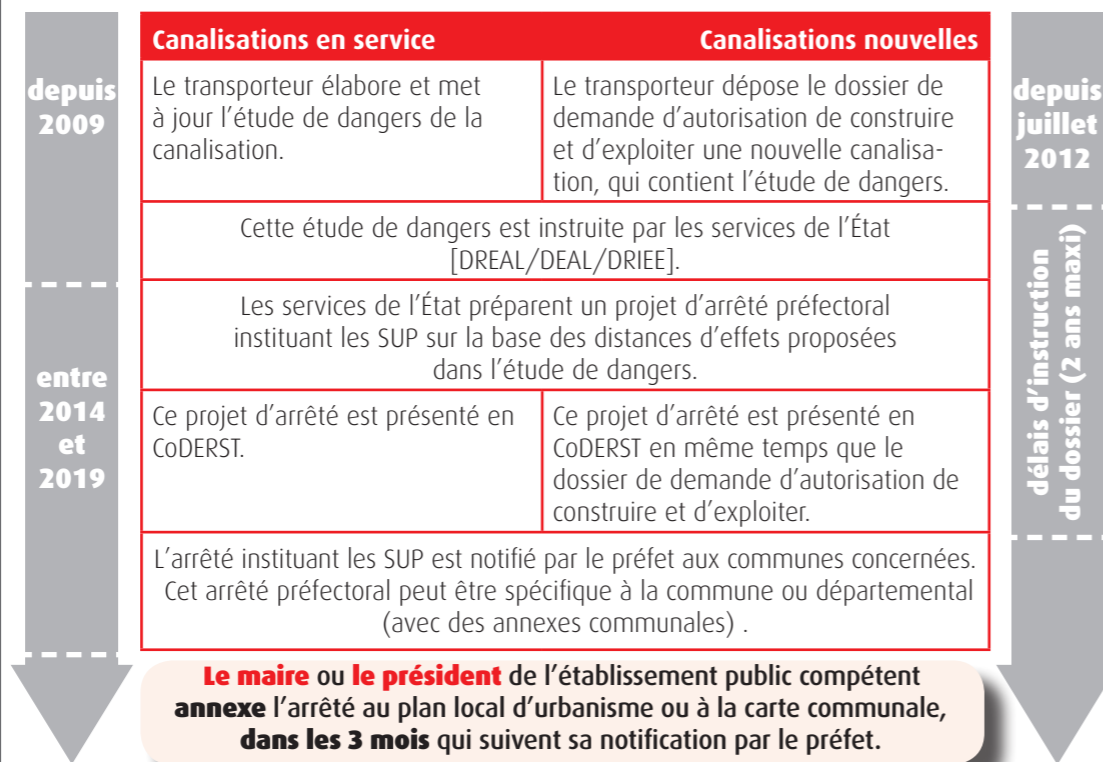 Canalisations en service
Canalisations nouvelles
depuis
2009
Le transporteur élabore et met
à jour l'étude de dangers de la
canalisation.
Le transporteur dépose le dossier de
demande d'autorisation de construire
et d'exploiter une nouvelle canalisa-
tion, qui contient l'étude de dangers.
depuis
juillet
2012
Cette étude de dangers est instruite par les services de l'État
[DREAL/DEAL/DRIEE].
Les services de l'État préparent un projet d'arrêté préfectoral
instituant les SUP sur la base des distances d'effets proposées
dans l'étude de dangers.
entre
2014
et
2019
Ce projet d'arrêté est présenté en
CoDERST.
Ce projet d'arrêté est présenté en
CoDERST en même temps que le
dossier de demande d'autorisation de
construire et d'exploiter.
délais d'instruction
du dossier (2 ans maxi)
L'arrêté instituant les SUP est notifié par le préfet aux communes concernées.
Cet arrêté préfectoral peut être spécifique à la commune ou départemental
(avec des annexes communales) .
Le maire ou le président de l'établissement public compétent
annexe l'arrêté au plan local d'urbanisme ou à la carte communale,
dans les 3 mois qui suivent sa notification par le préfet.